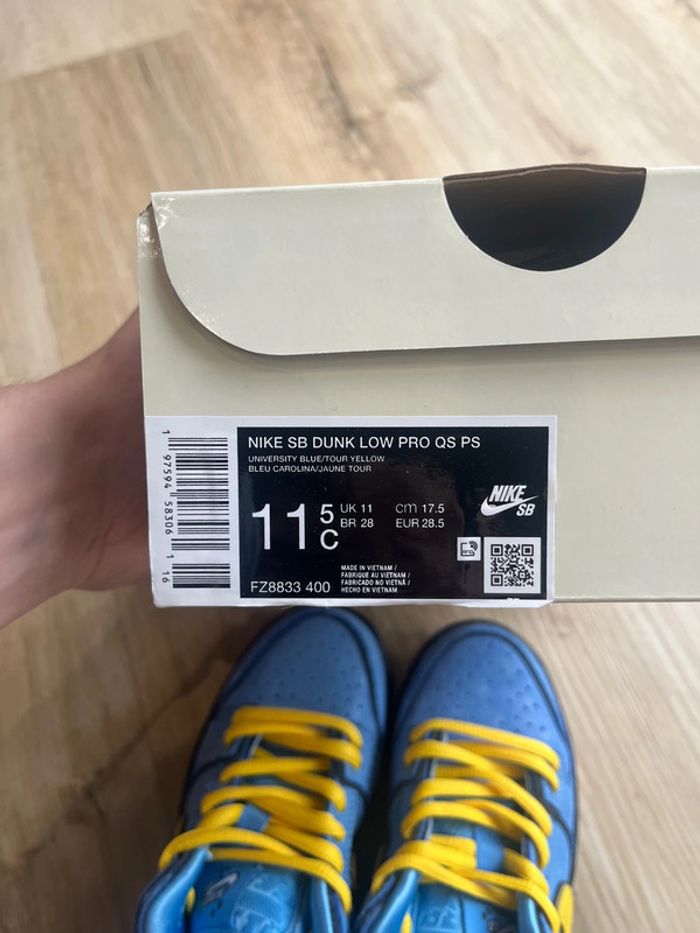 NIKE SB DUNK LOW PRO QS PS
UNIVERSITY BLUE/TOUR YELLOW
BLEU CAROLINA/JAUNE TOUR
11 5 C
UK 11 cm 17.5
BR 28 EUR 28.5
NIKE
SB
FZ8833 400
MADE IN VIETNAM /
FABRIQUE AU VIETNAM /
FABRICADO NO VIETNÃ /
HECHO EN VIETNAM
1 97594 58306 1 16